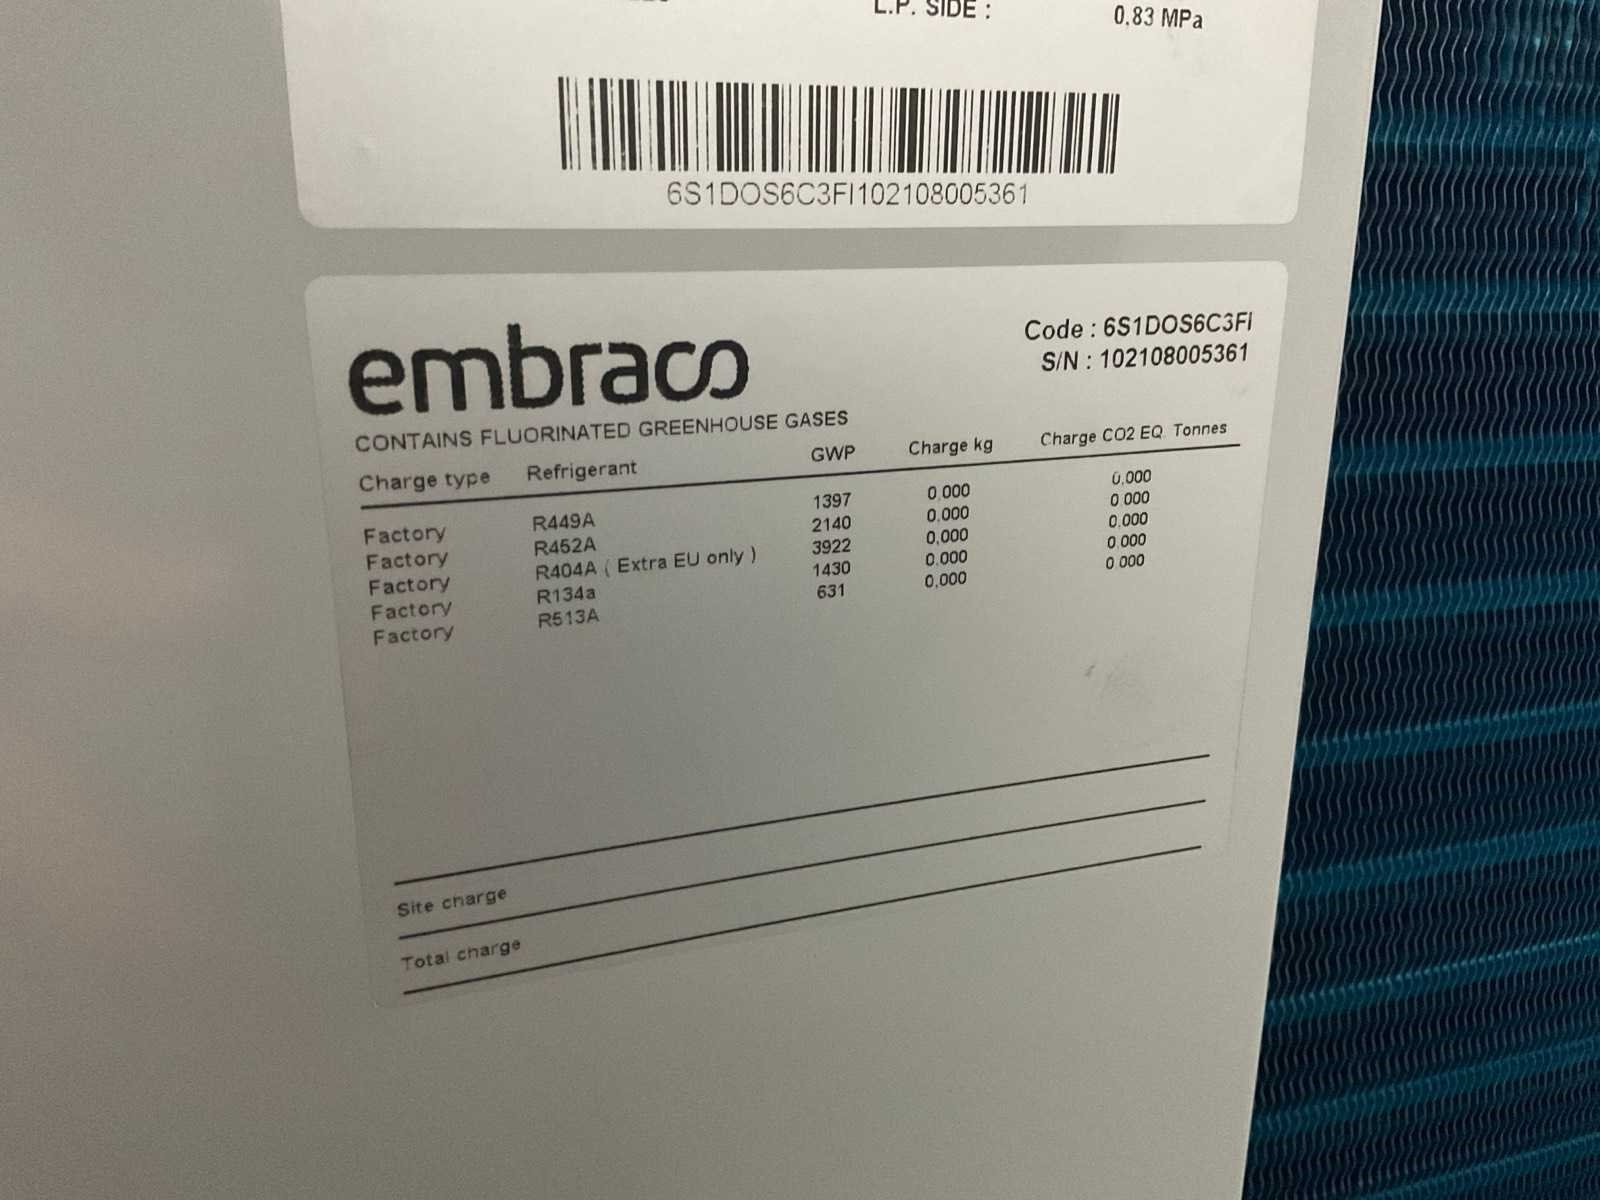 L.P. SIDE : 0.83 MPa
6S1DOS6C3FI102108005361
embraco
Code : 6S1DOS6C3FI
S/N : 102108005361
CONTAINS FLUORINATED GREENHOUSE GASES
Charge type Refrigerant GWP Charge kg Charge CO2 EQ. Tonnes
Factory R449A 1397 0.000 0.000
Factory R452A 2140 0.000 0.000
Factory R404A ( Extra EU only ) 3922 0.000 0.000
Factory R134a 1430 0.000 0.000
Factory R513A 631 0.000 0.000
Site charge
Total charge